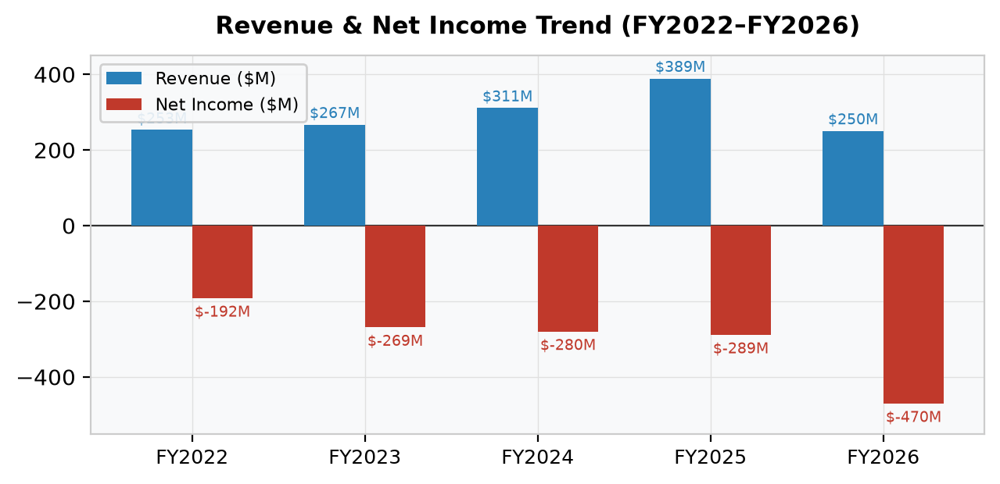 Revenue & Net Income Trend (FY2022–FY2026)
Revenue ($M)
Net Income ($M)
400
200
0
−200
−400
$253M
$267M
$311M
$389M
$250M
$-192M
$-269M
$-280M
$-289M
$-470M
FY2022
FY2023
FY2024
FY2025
FY2026